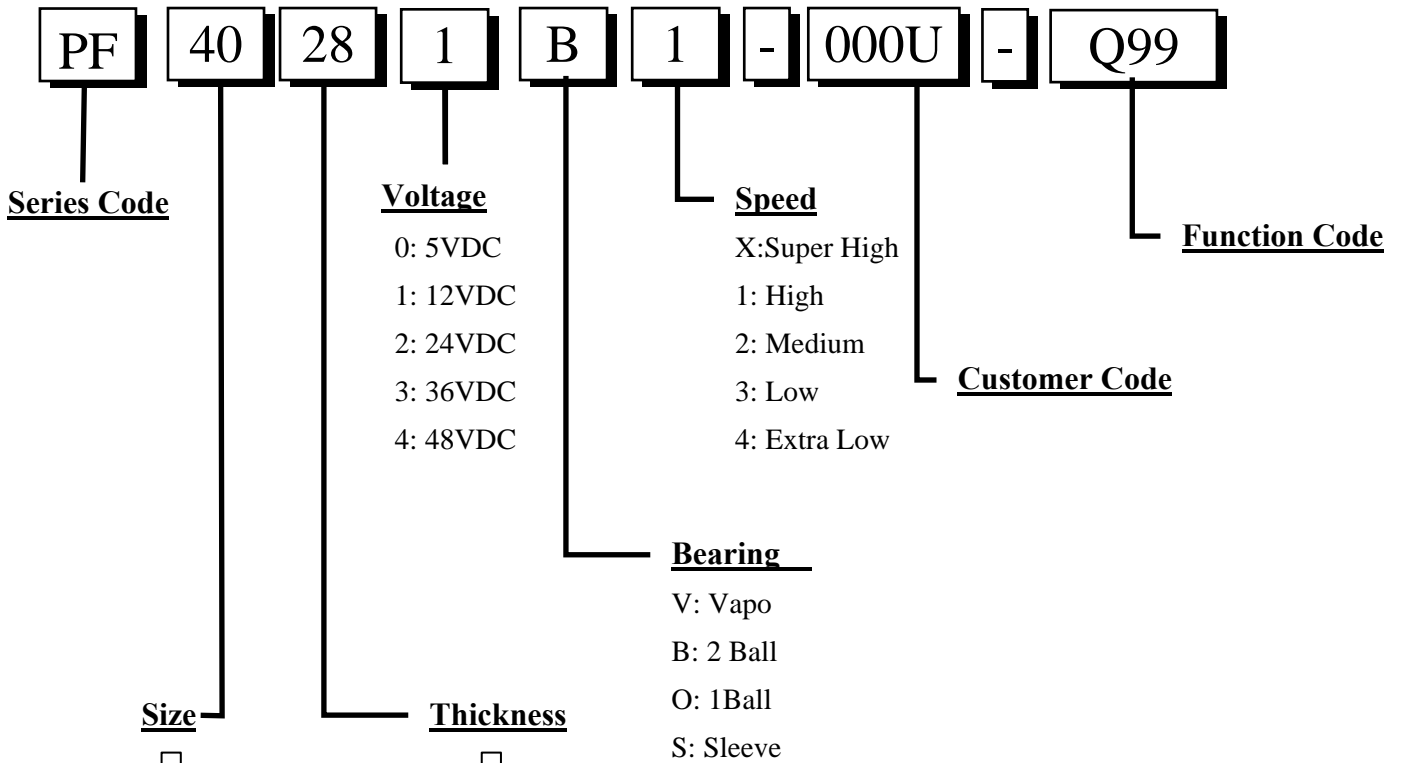 PF 40 28 1 B 1 - 000U - Q99
Series Code
Voltage
0: 5VDC
1: 12VDC
2: 24VDC
3: 36VDC
4: 48VDC
Speed
X:Super High
1: High
2: Medium
3: Low
4: Extra Low
Function Code
Customer Code
Bearing
V: Vapo
B: 2 Ball
O: 1Ball
S: Sleeve
Size
Thickness